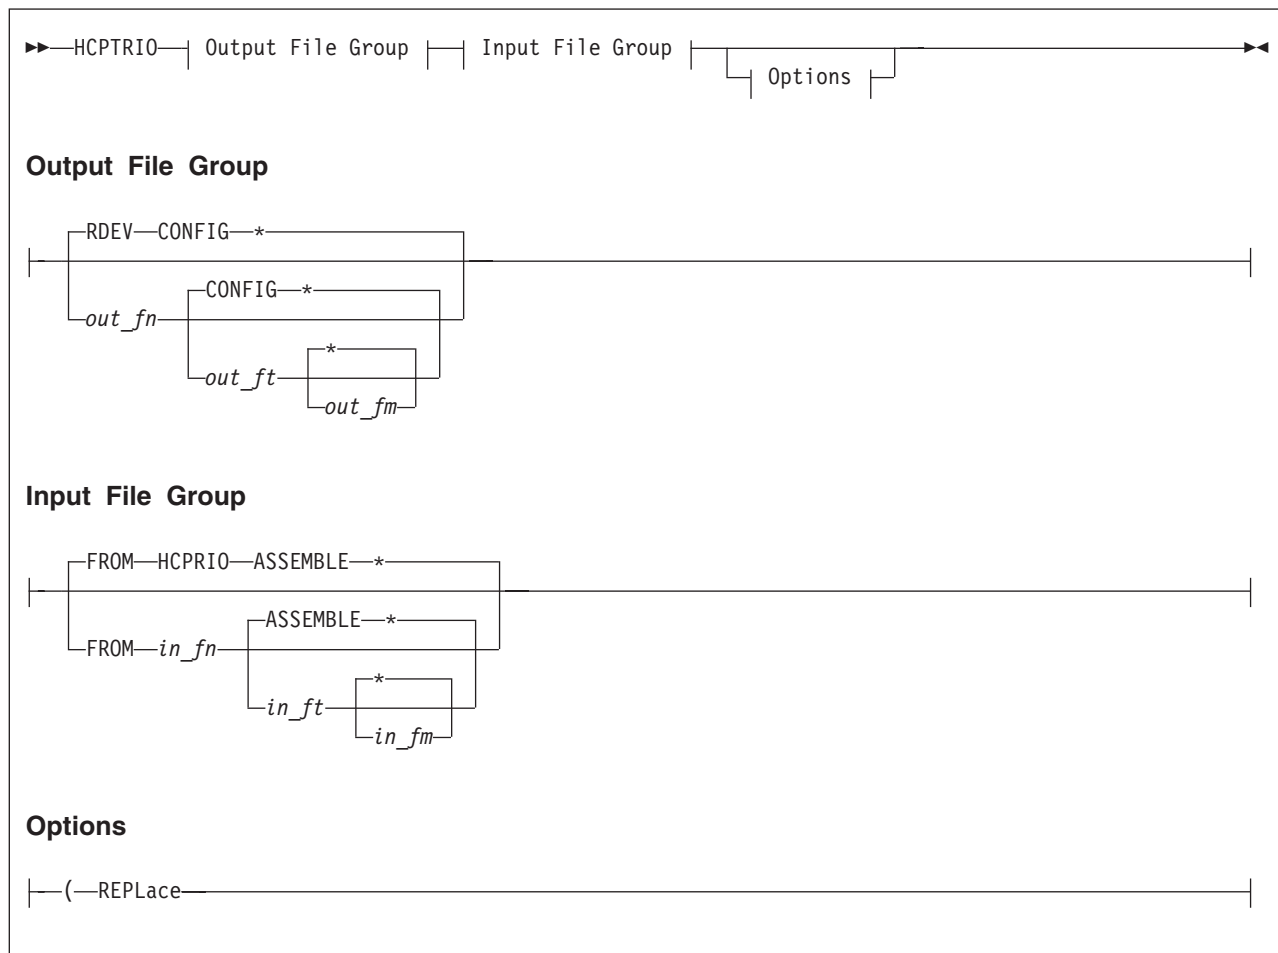 HCPTRIO Output File Group Input File Group
Options
Output File Group
RDEV CONFIG *
CONFIG *
out_fn
*
out_ft
out_fm
Input File Group
FROM HCPRIO ASSEMBLE *
ASSEMBLE *
FROM in_fn
*
in_ft
in_fm
Options
( REPLace